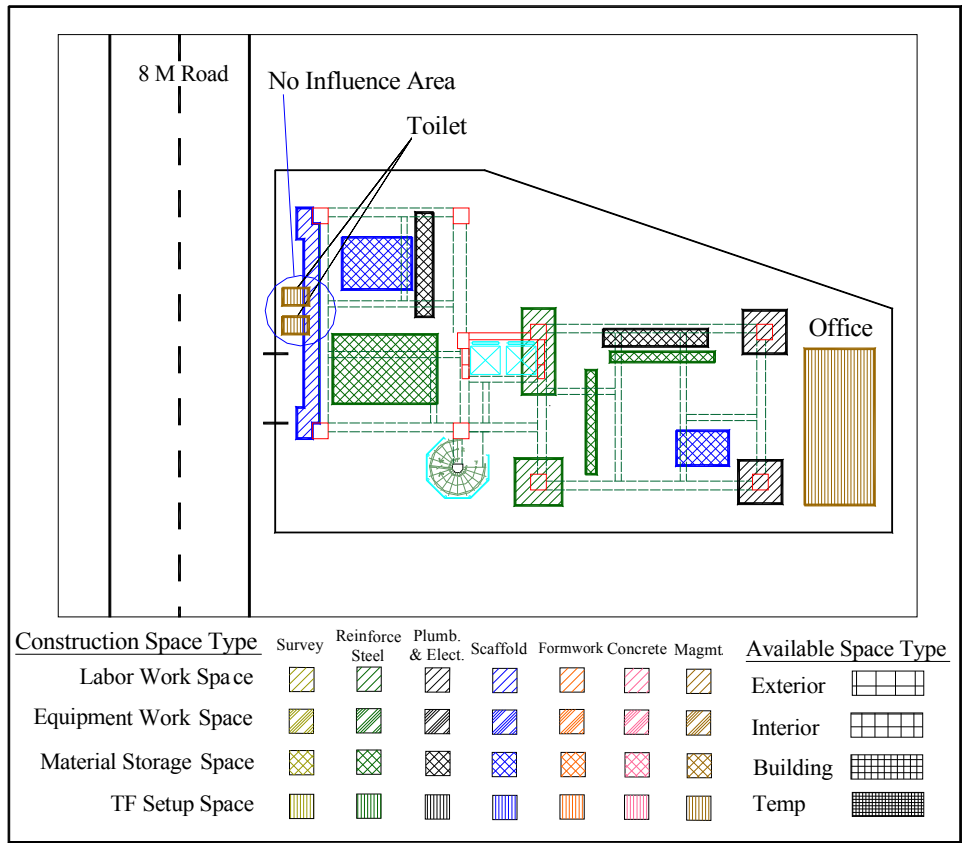 8 M Road
No Influence Area
Toilet
Office
Construction Space Type
Survey
Reinforce
Steel
Plumb.
& Elect.
Scaffold
Formwork
Concrete
Magmt
Available Space Type
Labor Work Space
Exterior
Equipment Work Space
Interior
Material Storage Space
Building
TF Setup Space
Temp